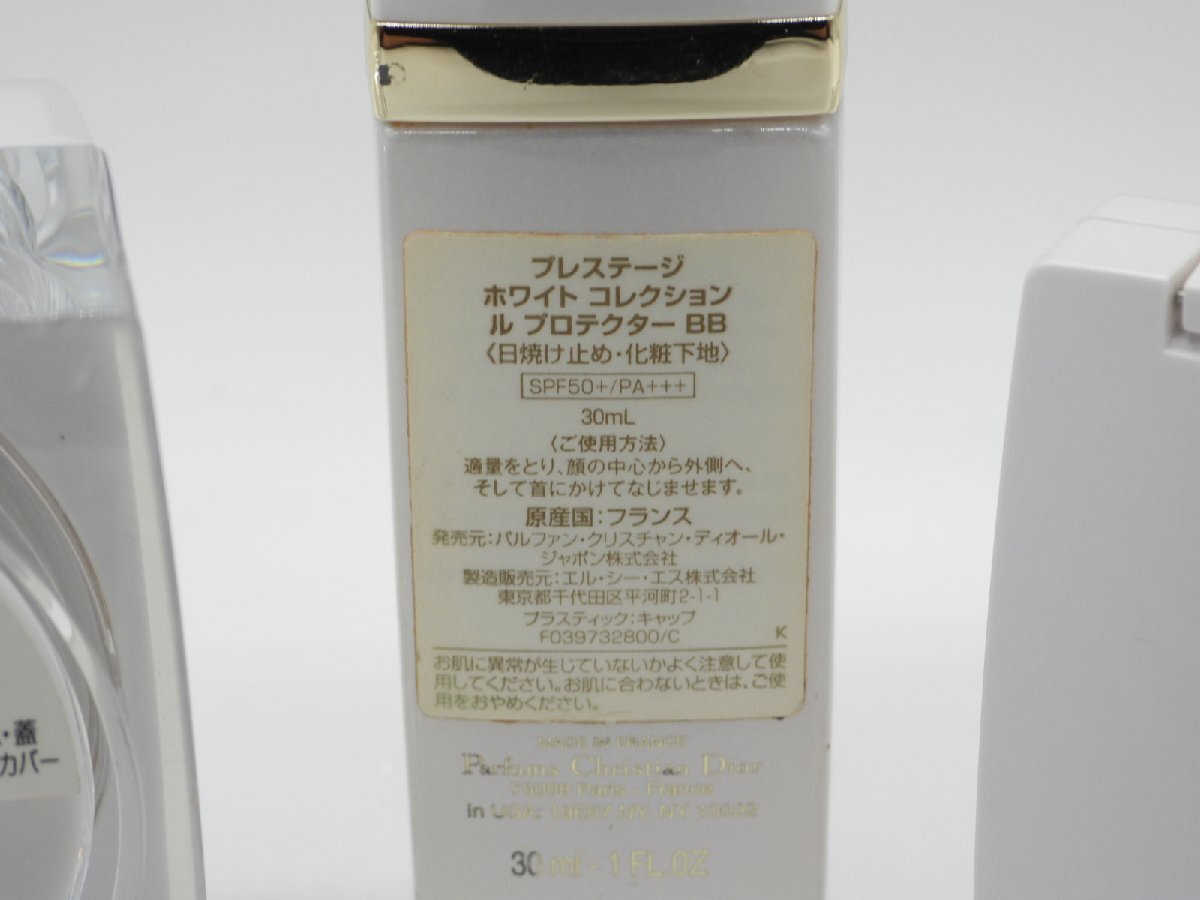 プレステージ
ホワイト コレクション
ル プロテクター BB
〈日焼け止め・化粧下地〉
SPF50+/PA+++
30mL
〈ご使用方法〉
適量をとり、顔の中心から外側へ、
そして首にかけてなじませます。
原産国：フランス
発売元：パルファン・クリスチャン・ディオール・
ジャポン株式会社
製造販売元：エル・シー・エス株式会社
東京都千代田区平河町2-1-1
プラスティック：キャップ
F039732800/C K
お肌に異常が生じていないかよく注意して使
用してください。お肌に合わないときは、ご使
用をおやめください。
MADE IN FRANCE
Parfums Christian Dior
75008 Paris - France
In USA: NY, NY
30 ml - 1 FL.OZ
・蓋
カバー